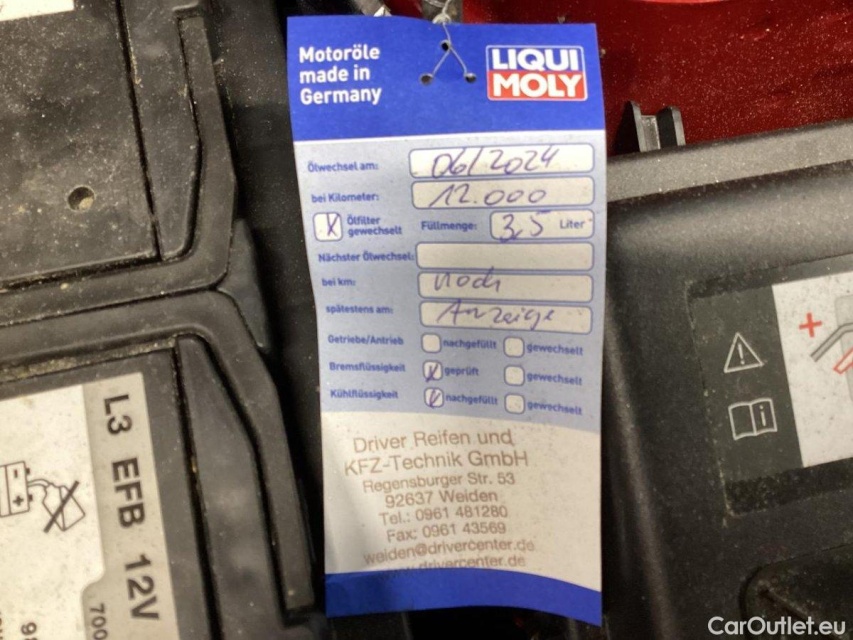 Motoröle
made in
Germany
LIQUI
MOLY
Ölwechsel am: 06/2024
bei Kilometer: 12.000
X Ölfilter gewechselt Füllmenge: 3,5 Liter
Nächster Ölwechsel:
bei km: noch
spätestens am: Anzeige
Getriebe/Antrieb nachgefüllt gewechselt
Bremsflüssigkeit geprüft gewechselt
Kühlflüssigkeit nachgefüllt gewechselt
Driver Reifen und
KFZ-Technik GmbH
Regensburger Str. 53
92637 Weiden
Tel.: 0961 481280
Fax: 0961 43569
weiden@drivercenter.de
www.drivercenter.de
L3 EFB 12V
700
CarOutlet.eu